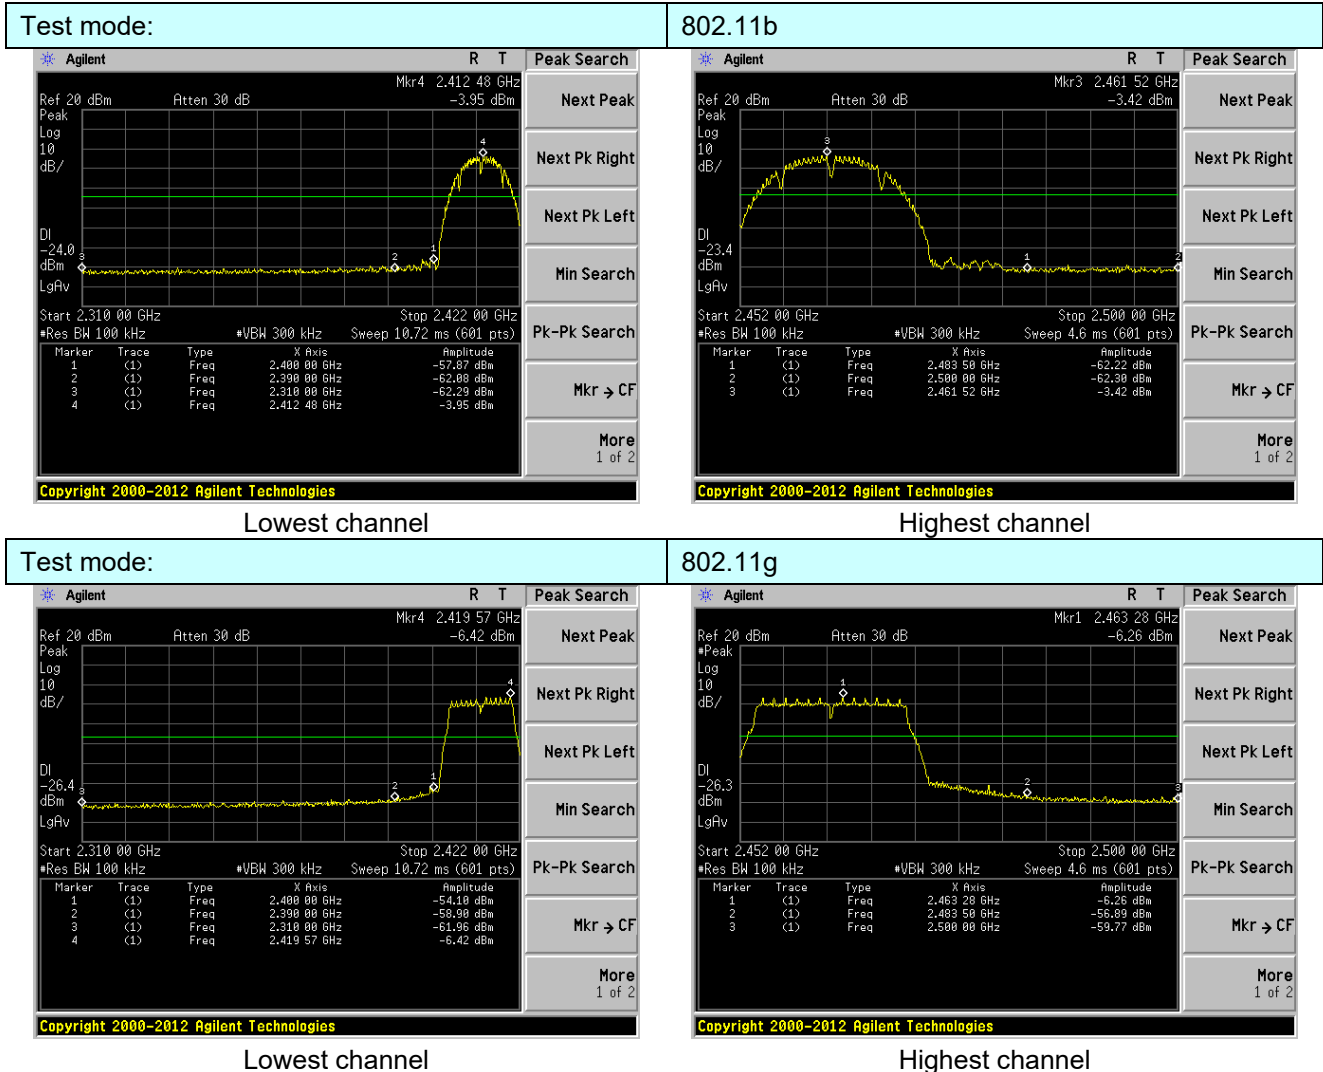 Test mode: 802.11b
Agilent R T Peak Search
Mkr4 2.412 48 GHz
Ref 20 dBm Atten 30 dB -3.95 dBm
Peak
Log
10
dB/
4
DI
-24.0
dBm
LgAv
3 2 1
Start 2.310 00 GHz Stop 2.422 00 GHz
#Res BW 100 kHz #VBW 300 kHz Sweep 10.72 ms (601 pts)
Marker Trace Type X Axis Amplitude
1 (1) Freq 2.400 00 GHz -57.87 dBm
2 (1) Freq 2.390 00 GHz -62.08 dBm
3 (1) Freq 2.310 00 GHz -62.29 dBm
4 (1) Freq 2.412 48 GHz -3.95 dBm
Next Peak
Next Pk Right
Next Pk Left
Min Search
Pk-Pk Search
Mkr → CF
More
1 of 2
Copyright 2000-2012 Agilent Technologies
Lowest channel
Agilent R T Peak Search
Mkr3 2.461 52 GHz
Ref 20 dBm Atten 30 dB -3.42 dBm
Peak
Log
10
dB/
3
DI
-23.4
dBm
LgAv
1 2
Start 2.452 00 GHz Stop 2.500 00 GHz
#Res BW 100 kHz #VBW 300 kHz Sweep 4.6 ms (601 pts)
Marker Trace Type X Axis Amplitude
1 (1) Freq 2.483 50 GHz -62.22 dBm
2 (1) Freq 2.500 00 GHz -62.30 dBm
3 (1) Freq 2.461 52 GHz -3.42 dBm
Next Peak
Next Pk Right
Next Pk Left
Min Search
Pk-Pk Search
Mkr → CF
More
1 of 2
Copyright 2000-2012 Agilent Technologies
Highest channel
Test mode: 802.11g
Agilent R T Peak Search
Mkr4 2.419 57 GHz
Ref 20 dBm Atten 30 dB -6.42 dBm
Peak
Log
10
dB/
4
DI
-26.4
dBm
LgAv
3 2 1
Start 2.310 00 GHz Stop 2.422 00 GHz
#Res BW 100 kHz #VBW 300 kHz Sweep 10.72 ms (601 pts)
Marker Trace Type X Axis Amplitude
1 (1) Freq 2.400 00 GHz -54.10 dBm
2 (1) Freq 2.390 00 GHz -58.90 dBm
3 (1) Freq 2.310 00 GHz -61.96 dBm
4 (1) Freq 2.419 57 GHz -6.42 dBm
Next Peak
Next Pk Right
Next Pk Left
Min Search
Pk-Pk Search
Mkr → CF
More
1 of 2
Copyright 2000-2012 Agilent Technologies
Lowest channel
Agilent R T Peak Search
Mkr1 2.463 28 GHz
Ref 20 dBm Atten 30 dB -6.26 dBm
#Peak
Log
10
dB/
1
DI
-26.3
dBm
LgAv
2 3
Start 2.452 00 GHz Stop 2.500 00 GHz
#Res BW 100 kHz #VBW 300 kHz Sweep 4.6 ms (601 pts)
Marker Trace Type X Axis Amplitude
1 (1) Freq 2.463 28 GHz -6.26 dBm
2 (1) Freq 2.483 50 GHz -56.89 dBm
3 (1) Freq 2.500 00 GHz -59.77 dBm
Next Peak
Next Pk Right
Next Pk Left
Min Search
Pk-Pk Search
Mkr → CF
More
1 of 2
Copyright 2000-2012 Agilent Technologies
Highest channel